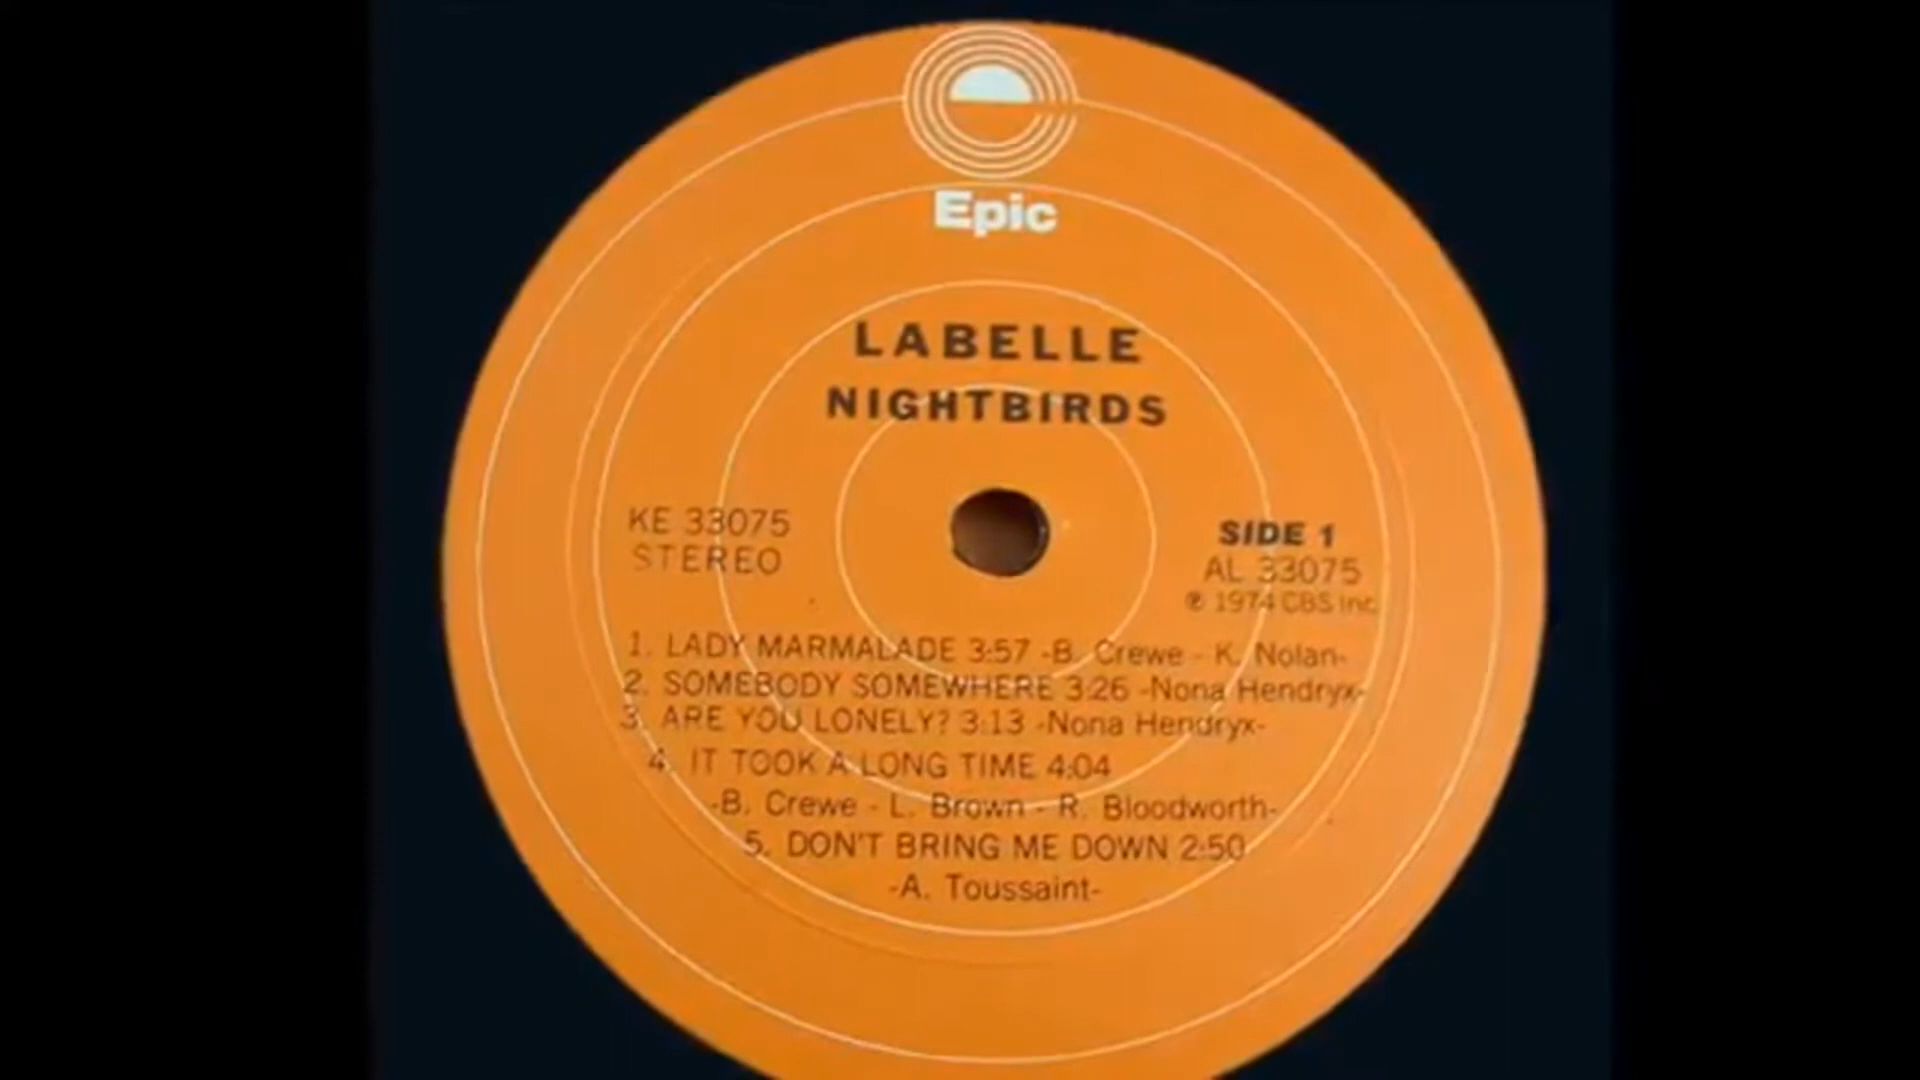 Epic
LABELLE
NIGHTBIRDS
KE 33075
STEREO
SIDE 1
AL 33075
℗ 1974 CBS Inc.
1. LADY MARMALADE 3:57 -B. Crewe - K. Nolan-
2. SOMEBODY SOMEWHERE 3:26 -Nona Hendryx-
3. ARE YOU LONELY? 3:13 -Nona Hendryx-
4. IT TOOK A LONG TIME 4:04
-B. Crewe - L. Brown - R. Bloodworth-
5. DON'T BRING ME DOWN 2:50
-A. Toussaint-